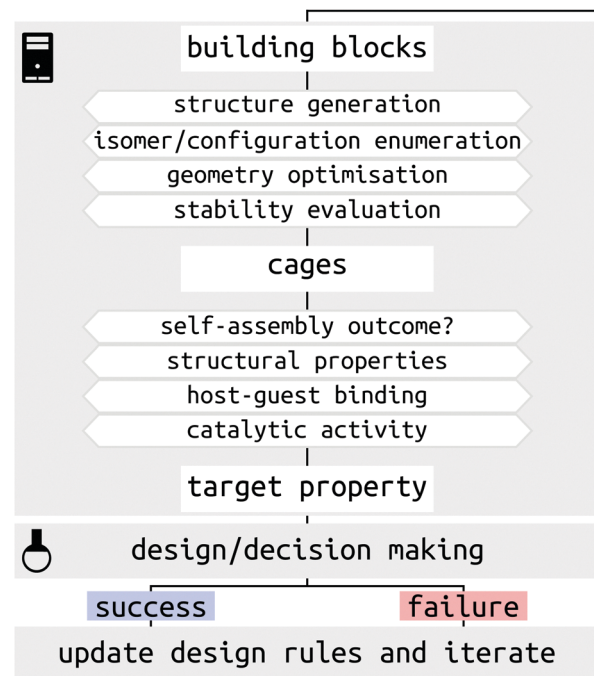 building blocks
structure generation
isomer/configuration enumeration
geometry optimisation
stability evaluation
cages
self-assembly outcome?
structural properties
host-guest binding
catalytic activity
target property
design/decision making
success failure
update design rules and iterate